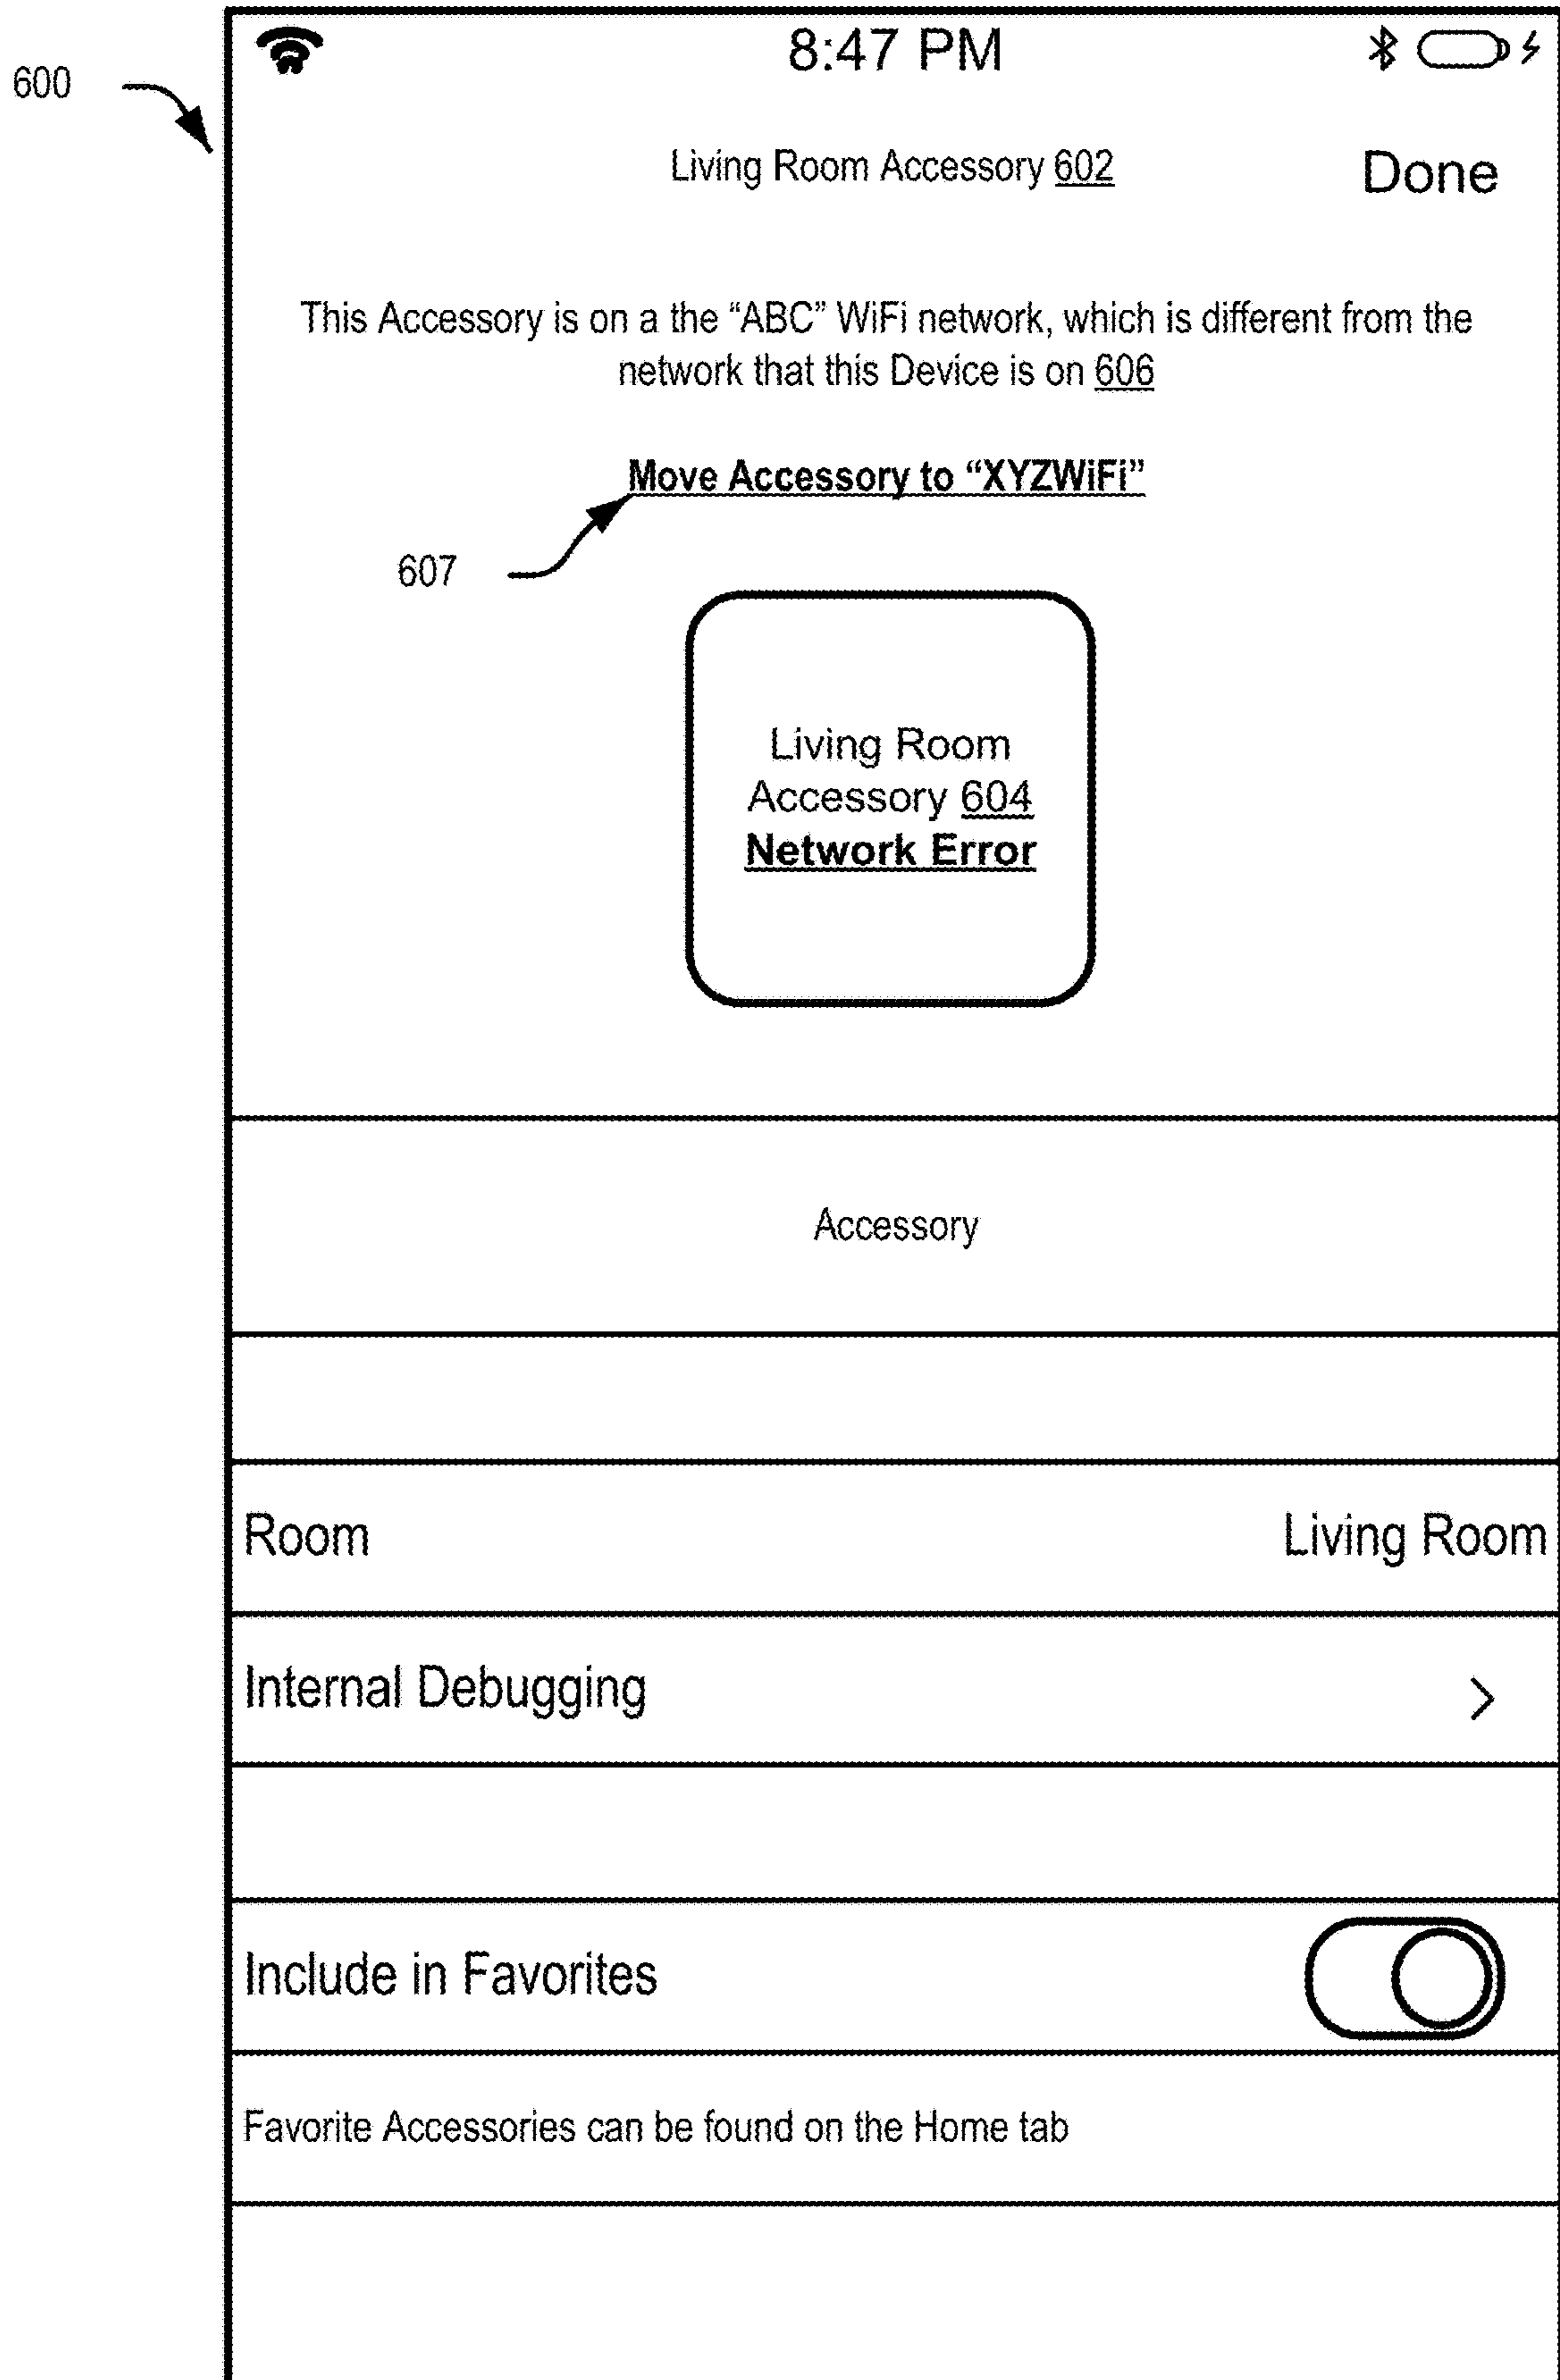 8:47 PM
600
Living Room Accessory 602
Done
This Accessory is on a the “ABC” WiFi network, which is different from the
network that this Device is on 606
Move Accessory to “XYZWiFi”
607
Living Room
Accessory 604
Network Error
Accessory
Room
Living Room
Internal Debugging
Include in Favorites
Favorite Accessories can be found on the Home tab